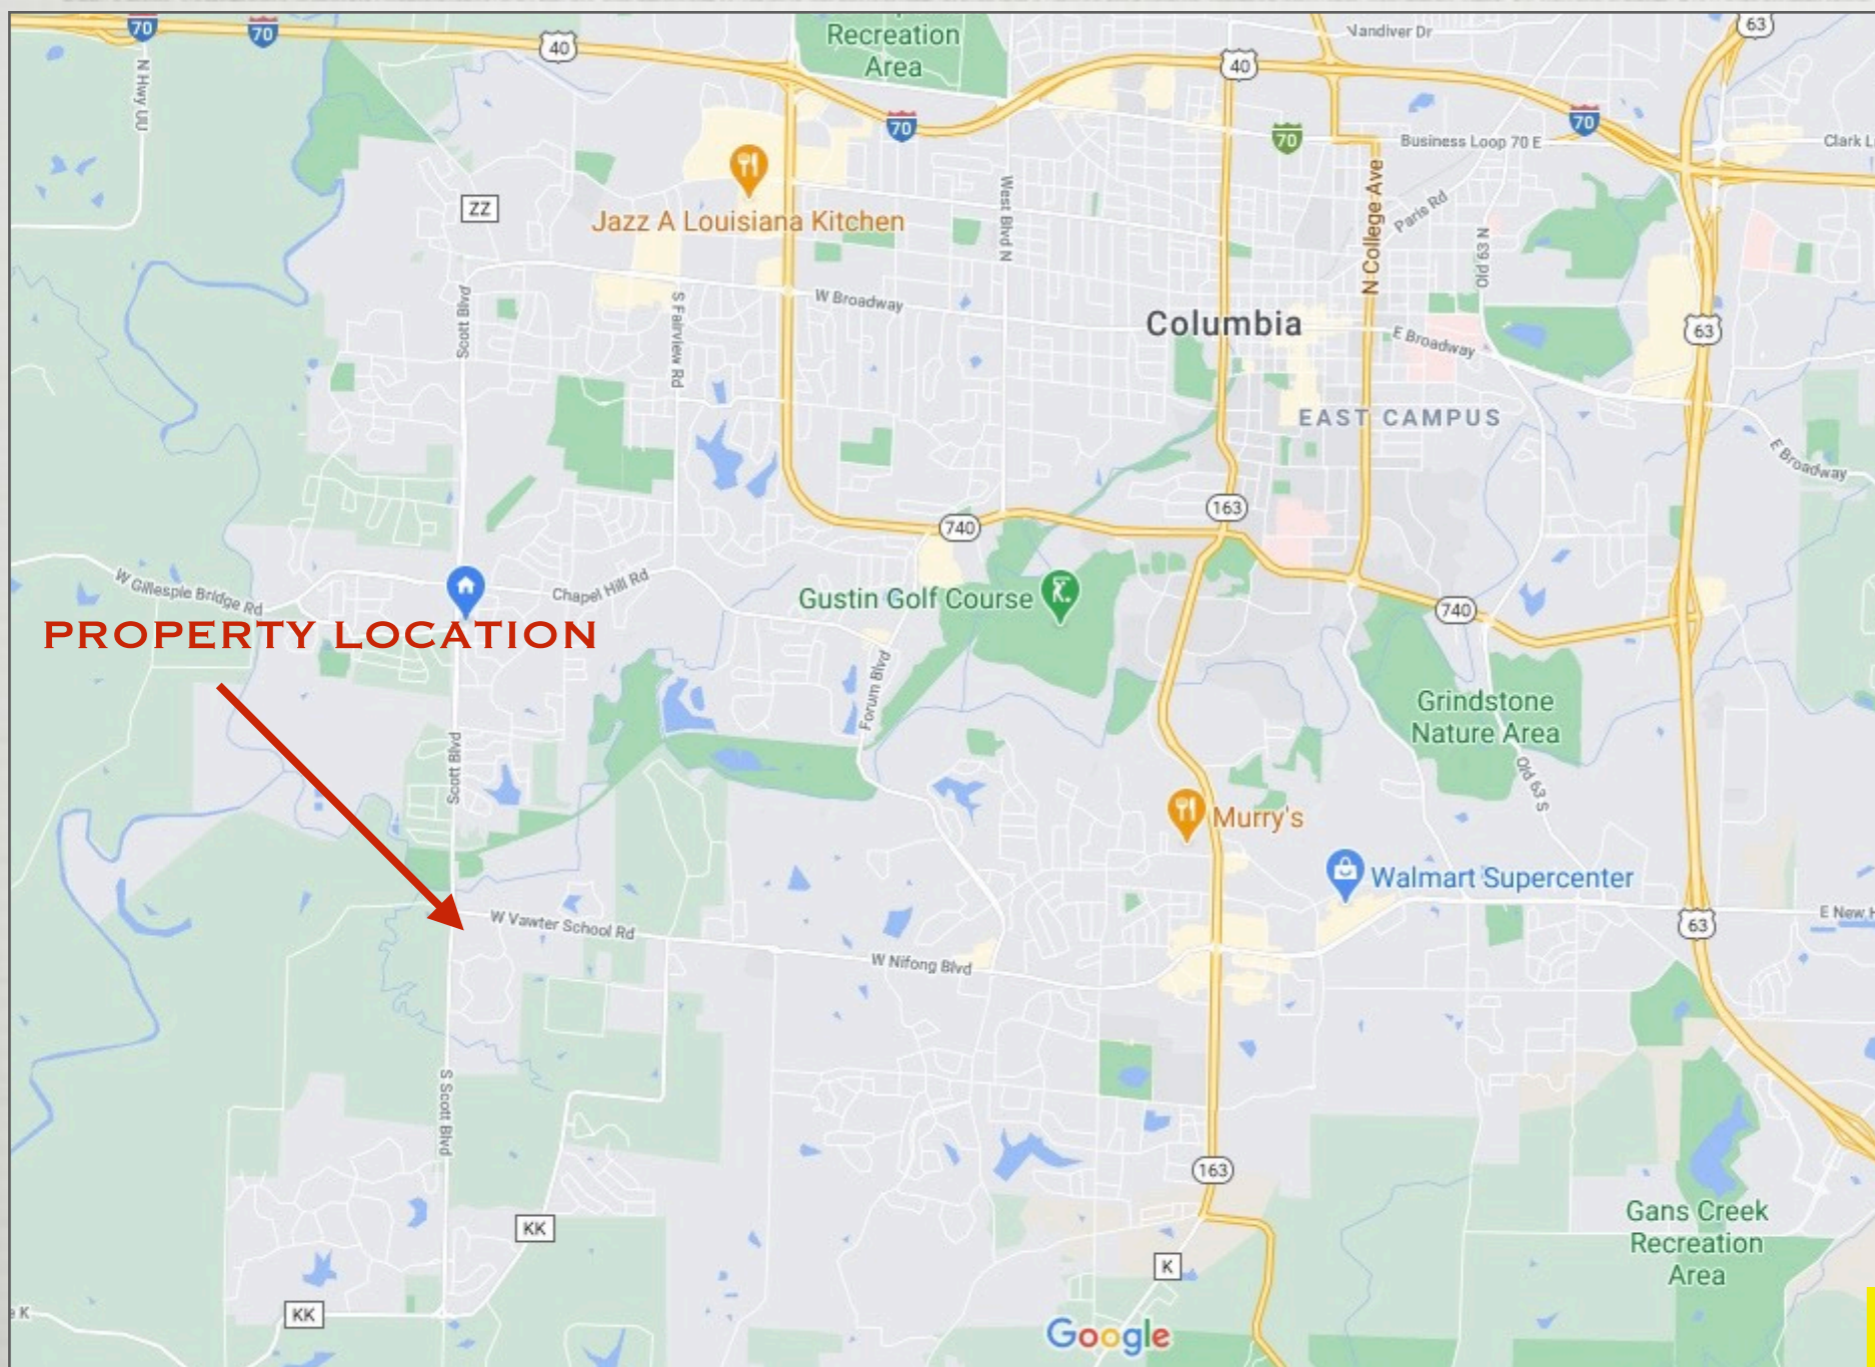 70
70
40
Recreation
Area
40
Vandiver Dr
63
N Hwy UU
70
70
Business Loop 70 E
70
Clark L
ZZ
Jazz A Louisiana Kitchen
West Blvd N
N College Ave
Paris Rd
Old 63 N
Scott Blvd
S Fairview Rd
W Broadway
Columbia
E Broadway
63
EAST CAMPUS
E Broadway
163
740
W Gillespie Bridge Rd
Chapel Hill Rd
Gustin Golf Course
740
PROPERTY LOCATION
Forum Blvd
Grindstone
Nature Area
Scott Blvd
Old 63 S
Murry's
Walmart Supercenter
W Vawter School Rd
W Nifong Blvd
63
E New H
S Scott Blvd
163
KK
K
Gans Creek
Recreation
Area
KK
e K
Google